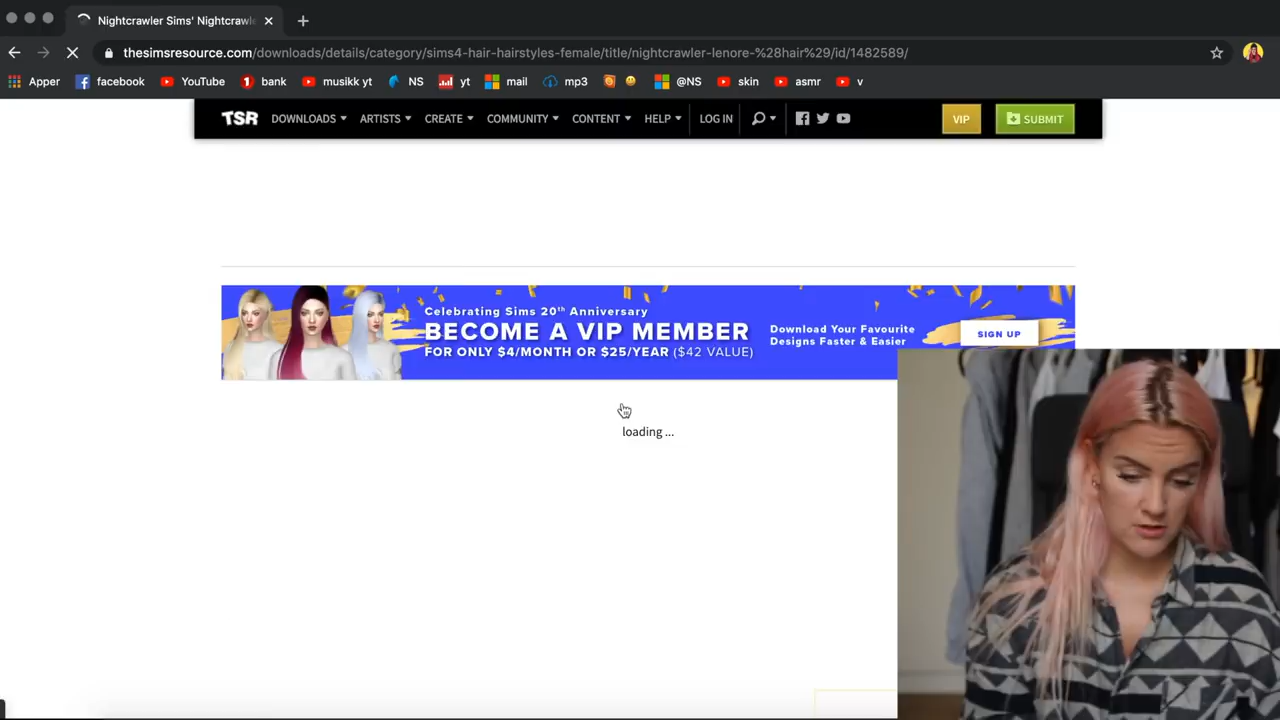 Nightcrawler Sims' Nightcrawle
thesimsresource.com/downloads/details/category/sims4-hair-hairstyles-female/title/nightcrawler-lenore-%28hair%29/id/1482589/
Apper facebook YouTube bank musikk yt NS yt mail mp3 @NS skin asmr v
TSR DOWNLOADS ARTISTS CREATE COMMUNITY CONTENT HELP LOG IN VIP SUBMIT
Celebrating Sims 20th Anniversary
BECOME A VIP MEMBER
FOR ONLY $4/MONTH OR $25/YEAR ($42 VALUE)
Download Your Favourite
Designs Faster & Easier
SIGN UP
loading ...